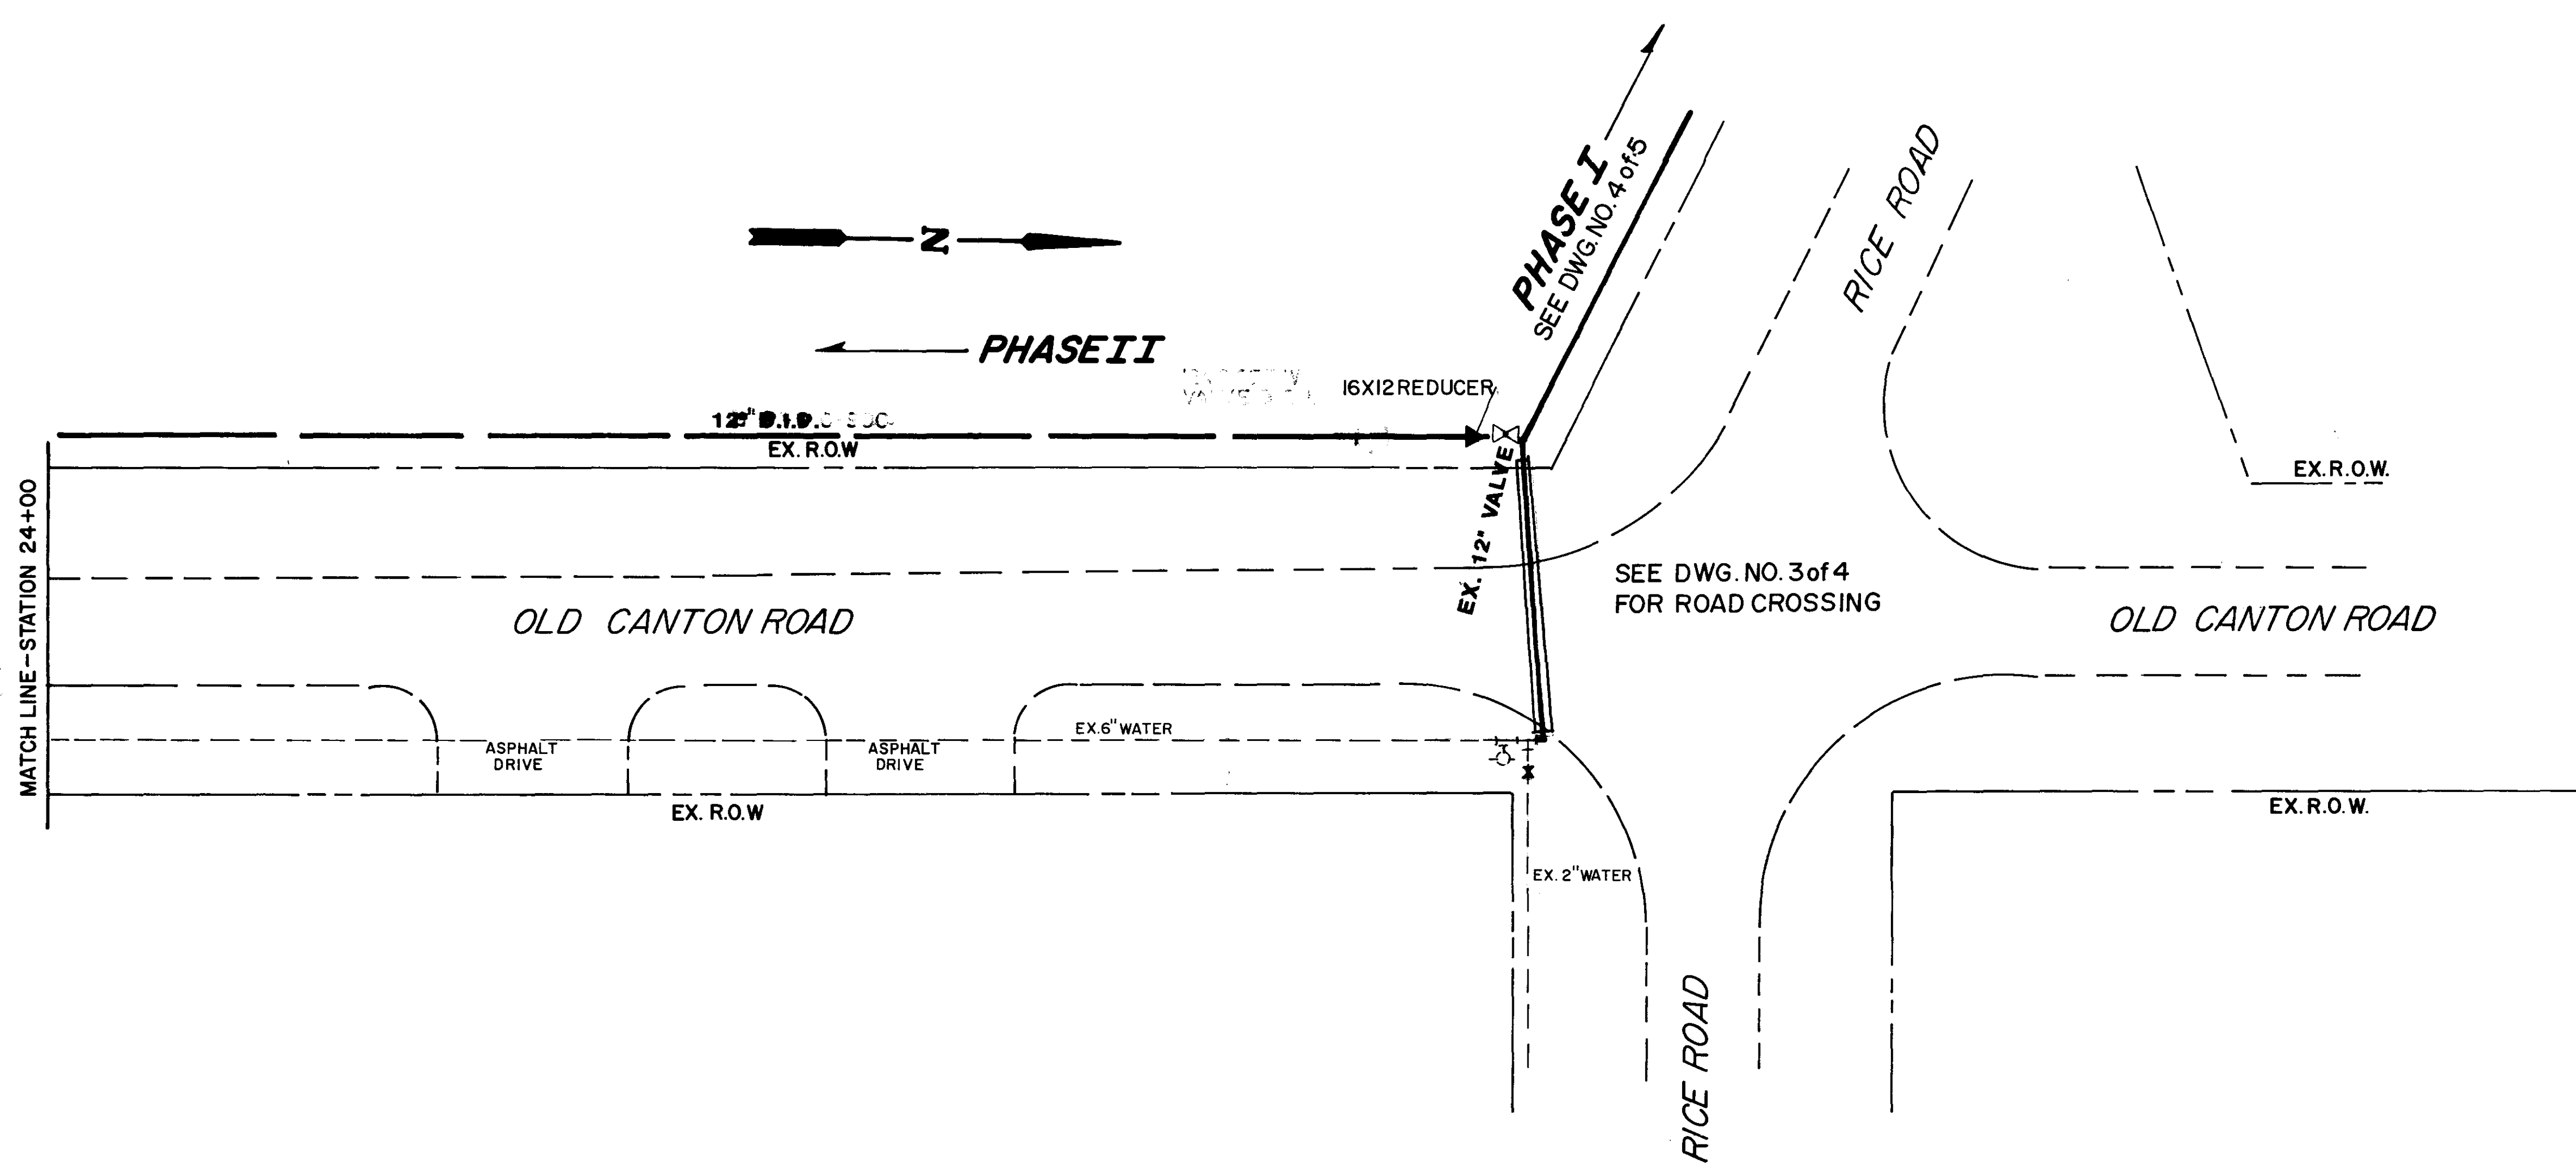 PHASE I
SEE DWG. NO. 4 of 5
RICE ROAD
N
PHASE II
16X12 REDUCER
12"
EX. R.O.W
EX. R.O.W.
EX. 12" VALVE
MATCH LINE-STATION 24+00
SEE DWG. NO. 3 of 4
FOR ROAD CROSSING
OLD CANTON ROAD
OLD CANTON ROAD
EX. 6" WATER
ASPHALT
DRIVE
ASPHALT
DRIVE
EX. R.O.W
EX. R.O.W.
EX. 2" WATER
RICE ROAD